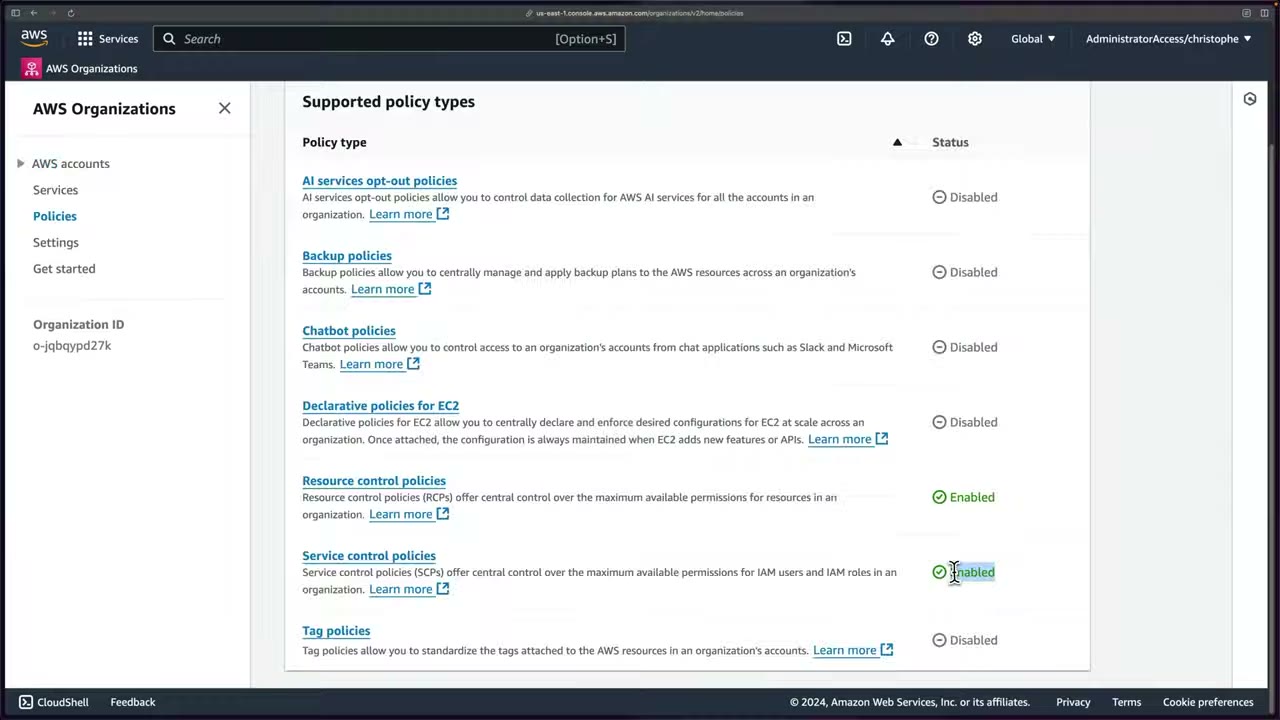 us-east-1.console.aws.amazon.com/organizations/v2/home/policies
aws
Services
Search
[Option+S]
Global
AdministratorAccess/christophe
AWS Organizations
AWS Organizations
AWS accounts
Services
Policies
Settings
Get started
Organization ID
o-jqbqypd27k
Supported policy types
Policy type
Status
AI services opt-out policies
AI services opt-out policies allow you to control data collection for AWS AI services for all the accounts in an
organization. Learn more
Disabled
Backup policies
Backup policies allow you to centrally manage and apply backup plans to the AWS resources across an organization's
accounts. Learn more
Disabled
Chatbot policies
Chatbot policies allow you to control access to an organization's accounts from chat applications such as Slack and Microsoft
Teams. Learn more
Disabled
Declarative policies for EC2
Declarative policies for EC2 allow you to centrally declare and enforce desired configurations for EC2 at scale across an
organization. Once attached, the configuration is always maintained when EC2 adds new features or APIs. Learn more
Disabled
Resource control policies
Resource control policies (RCPs) offer central control over the maximum available permissions for resources in an
organization. Learn more
Enabled
Service control policies
Service control policies (SCPs) offer central control over the maximum available permissions for IAM users and IAM roles in an
organization. Learn more
Enabled
Tag policies
Tag policies allow you to standardize the tags attached to the AWS resources in an organization's accounts. Learn more
Disabled
CloudShell
Feedback
© 2024, Amazon Web Services, Inc. or its affiliates.
Privacy
Terms
Cookie preferences